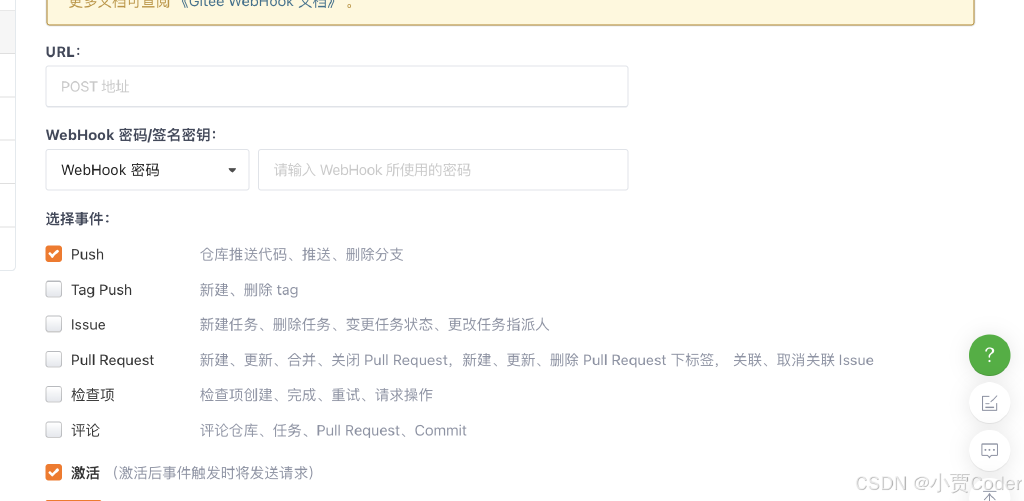 更多文档可查阅 《Gitee WebHook 文档》 。
URL:
POST 地址
WebHook 密码/签名密钥:
WebHook 密码
请输入 WebHook 所使用的密码
选择事件:
Push 仓库推送代码、推送、删除分支
Tag Push 新建、删除 tag
Issue 新建任务、删除任务、变更任务状态、更改任务指派人
Pull Request 新建、更新、合并、关闭 Pull Request，新建、更新、删除 Pull Request 下标签， 关联、取消关联 Issue
检查项 检查项创建、完成、重试、请求操作
评论 评论仓库、任务、Pull Request、Commit
激活 （激活后事件触发时将发送请求）
CSDN @小贾Coder